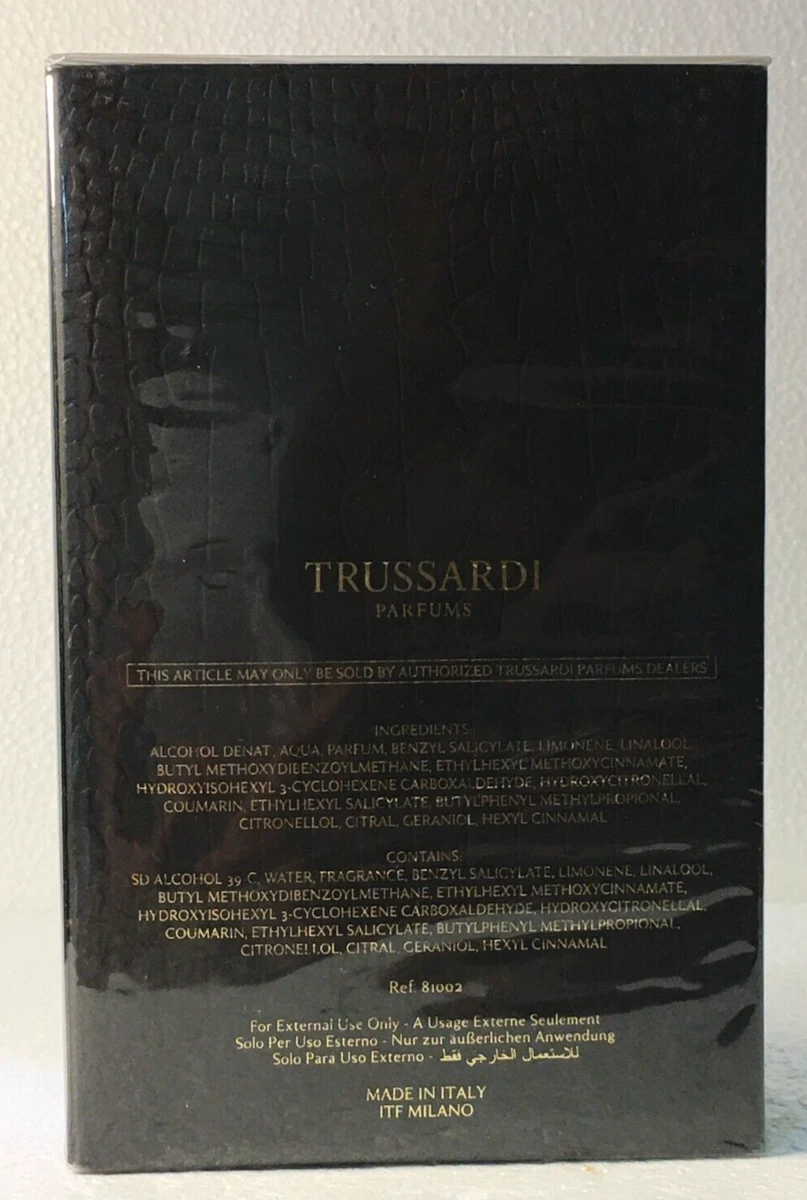 TRUSSARDI
PARFUMS
THIS ARTICLE MAY ONLY BE SOLD BY AUTHORIZED TRUSSARDI PARFUMS DEALERS
INGREDIENTS:
ALCOHOL DENAT, AQUA, PARFUM, BENZYL SALICYLATE, LIMONENE, LINALOOL,
BUTYL METHOXYDIBENZOYLMETHANE, ETHYLHEXYL METHOXYCINNAMATE,
HYDROXYISOHEXYL 3-CYCLOHEXENE CARBOXALDEHYDE, HYDROXYCITRONELLAL,
COUMARIN, ETHYLHEXYL SALICYLATE, BUTYLPHENYL METHYLPROPIONAL,
CITRONELLOL, CITRAL, GERANIOL, HEXYL CINNAMAL
CONTAINS:
SD ALCOHOL 39 C, WATER, FRAGRANCE, BENZYL SALICYLATE, LIMONENE, LINALOOL,
BUTYL METHOXYDIBENZOYLMETHANE, ETHYLHEXYL METHOXYCINNAMATE,
HYDROXYISOHEXYL 3-CYCLOHEXENE CARBOXALDEHYDE, HYDROXYCITRONELLAL,
COUMARIN, ETHYLHEXYL SALICYLATE, BUTYLPHENYL METHYLPROPIONAL,
CITRONELLOL, CITRAL, GERANIOL, HEXYL CINNAMAL
Ref. 81002
For External Use Only - A Usage Externe Seulement
Solo Per Uso Esterno - Nur zur äußerlichen Anwendung
Solo Para Uso Externo - للاستعمال الخارجي فقط
MADE IN ITALY
ITF MILANO